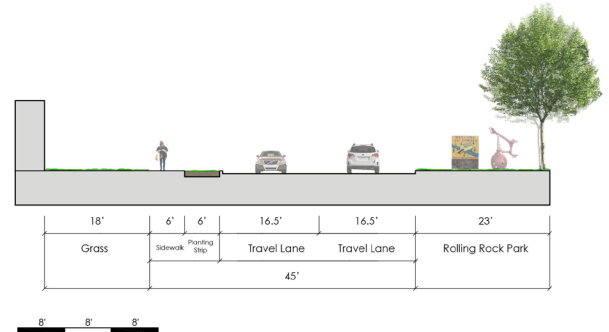 18' 6' 6' 16.5' 16.5' 23'
Grass Sidewalk Planting Strip Travel Lane Travel Lane Rolling Rock Park
45'
8' 8' 8'